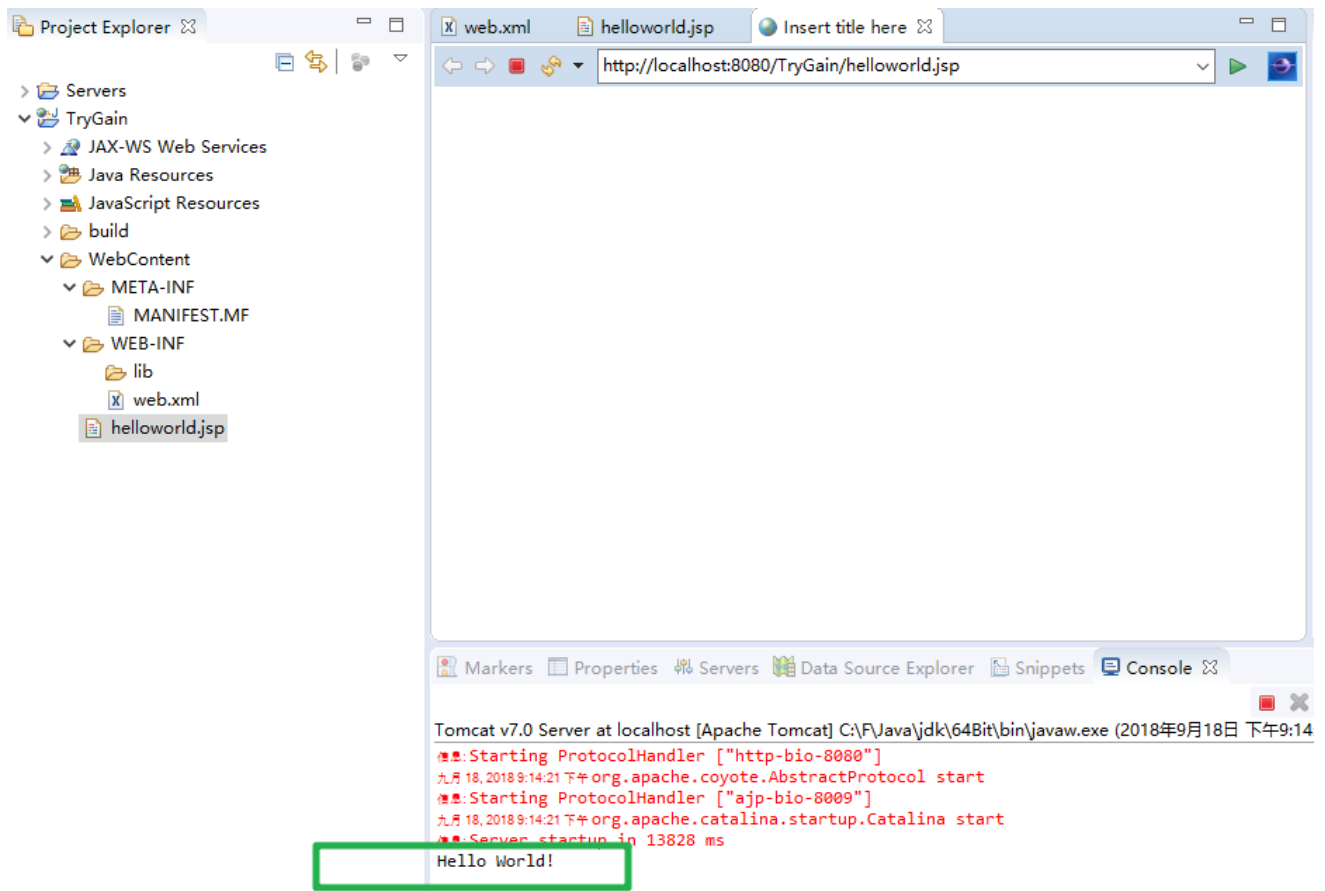 Project Explorer
Servers
TryGain
JAX-WS Web Services
Java Resources
JavaScript Resources
build
WebContent
META-INF
MANIFEST.MF
WEB-INF
lib
web.xml
helloworld.jsp
web.xml helloworld.jsp Insert title here
http://localhost:8080/TryGain/helloworld.jsp
Markers Properties Servers Data Source Explorer Snippets Console
Tomcat v7.0 Server at localhost [Apache Tomcat] C:\F\Java\jdk\64Bit\bin\javaw.exe (2018年9月18日 下午9:14
信息: Starting ProtocolHandler ["http-bio-8080"]
九月 18, 2018 9:14:21 下午 org.apache.coyote.AbstractProtocol start
信息: Starting ProtocolHandler ["ajp-bio-8009"]
九月 18, 2018 9:14:21 下午 org.apache.catalina.startup.Catalina start
信息: Server startup in 13828 ms
Hello World!